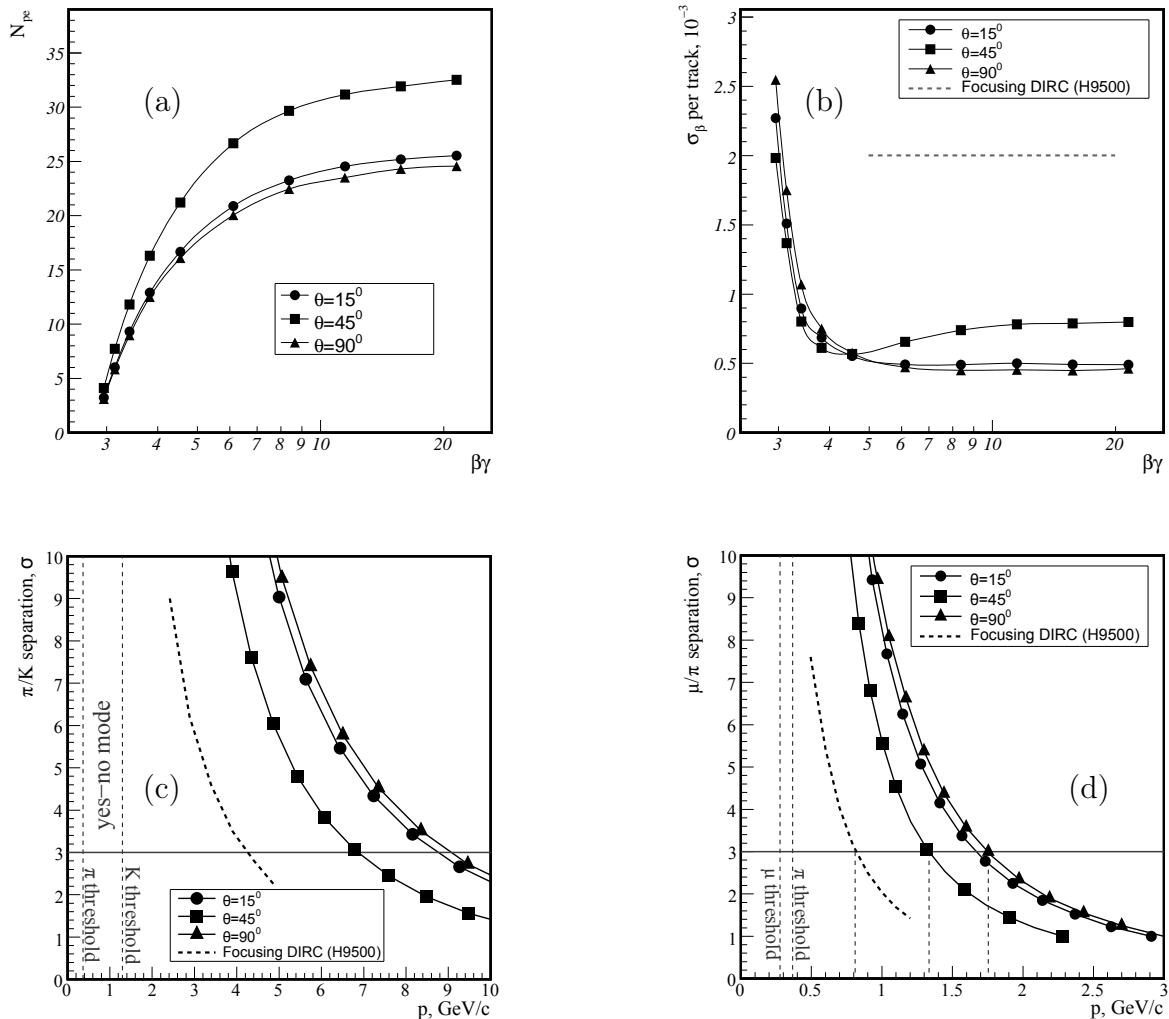 N_pe
35
30
25
20
15
10
5
0
(a)
θ=15⁰
θ=45⁰
θ=90⁰
3 4 5 6 7 8 9 10 20
βγ
σ_β per track, 10⁻³
3
2.5
2
1.5
1
0.5
0
(b)
θ=15⁰
θ=45⁰
θ=90⁰
Focusing DIRC (H9500)
3 4 5 6 7 8 9 10 20
βγ
π/K separation, σ
10
9
8
7
6
5
4
3
2
1
0
yes−no mode
(c)
π threshold
K threshold
θ=15⁰
θ=45⁰
θ=90⁰
Focusing DIRC (H9500)
0 1 2 3 4 5 6 7 8 9 10
p, GeV/c
μ/π separation, σ
10
9
8
7
6
5
4
3
2
1
0
θ=15⁰
θ=45⁰
θ=90⁰
Focusing DIRC (H9500)
(d)
μ threshold
π threshold
0.5 1 1.5 2 2.5 3
p, GeV/c